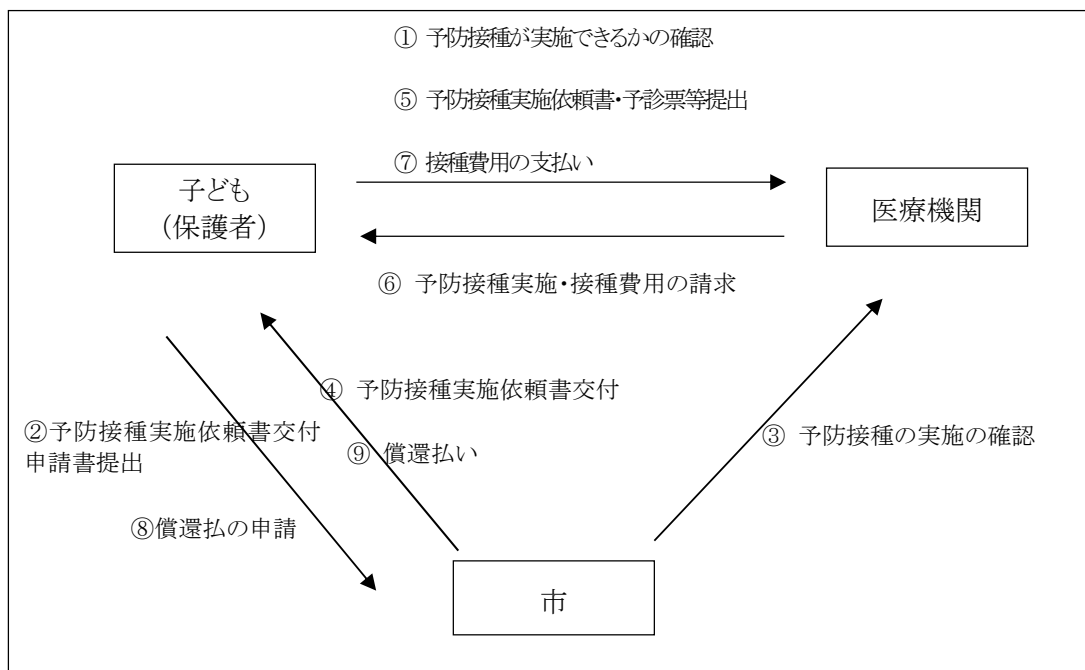 ① 予防接種が実施できるかの確認
⑤ 予防接種実施依頼書・予診票等提出
⑦ 接種費用の支払い
子ども
（保護者）
医療機関
⑥ 予防接種実施・接種費用の請求
④ 予防接種実施依頼書交付
②予防接種実施依頼書交付
申請書提出
③ 予防接種の実施の確認
⑨ 償還払い
⑧償還払の申請
市